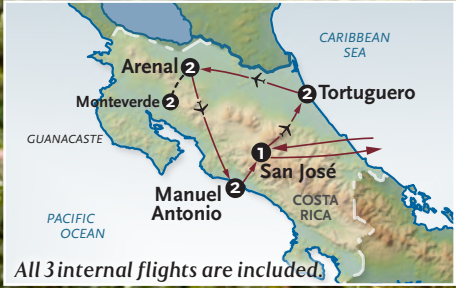 CARIBBEAN
SEA
Arenal 2
2 Tortuguero
Monteverde 2
GUANACASTE
1
San José
Manuel 2
Antonio
COSTA
RICA
PACIFIC
OCEAN
All 3 internal flights are included.